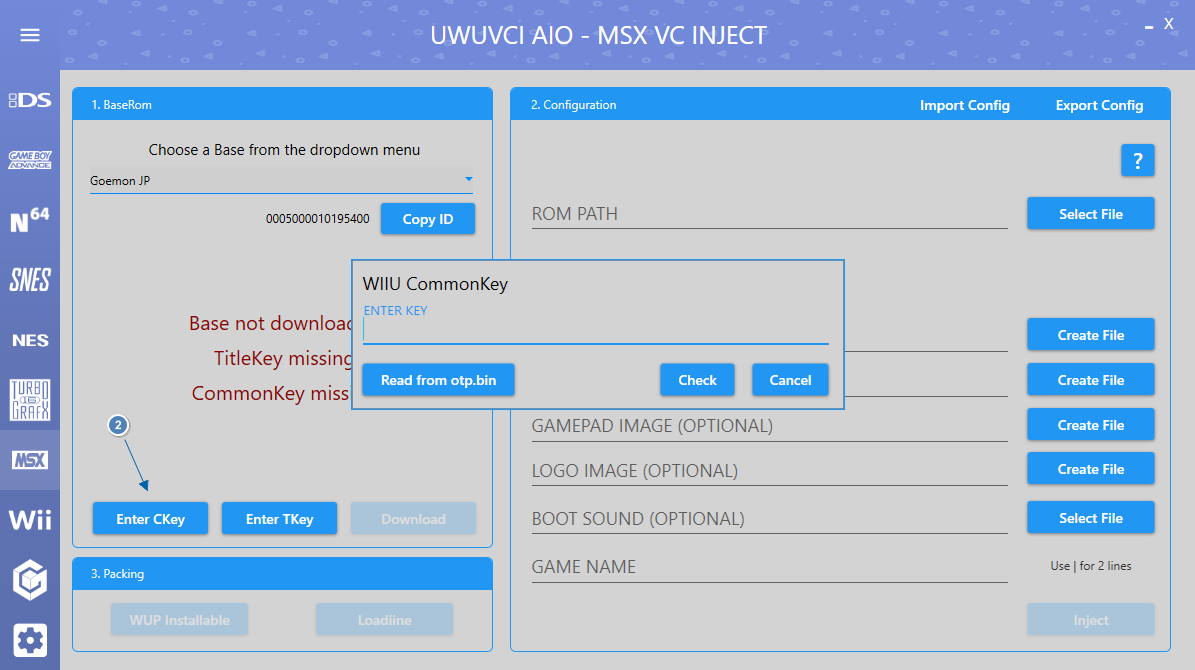 UWUVCI AIO - MSX VC INJECT
X
DS
GAME BOY
ADVANCE
N64
SNES
NES
TURBO
16
GRAFX
MSX
Wii
1. BaseRom
Choose a Base from the dropdown menu
Goemon JP
0005000010195400
Copy ID
Base not download
TitleKey missing
CommonKey miss
2
Enter CKey
Enter TKey
Download
3. Packing
WUP Installable
Loadiine
2. Configuration
Import Config
Export Config
?
ROM PATH
Select File
WIIU CommonKey
ENTER KEY
Read from otp.bin
Check
Cancel
Create File
Create File
GAMEPAD IMAGE (OPTIONAL)
Create File
LOGO IMAGE (OPTIONAL)
Create File
BOOT SOUND (OPTIONAL)
Select File
GAME NAME
Use | for 2 lines
Inject